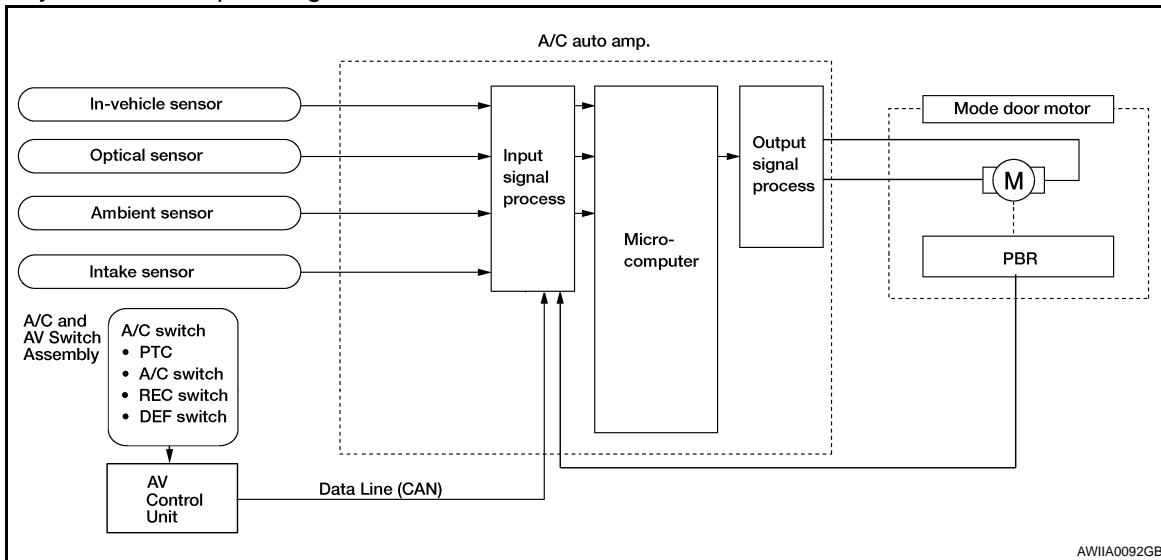 A/C auto amp.
In-vehicle sensor
Optical sensor
Ambient sensor
Intake sensor
Input
signal
process
Micro-
computer
Output
signal
process
Mode door motor
M
PBR
A/C and
AV Switch
Assembly
A/C switch
• PTC
• A/C switch
• REC switch
• DEF switch
AV
Control
Unit
Data Line (CAN)
AWIIA0092GB